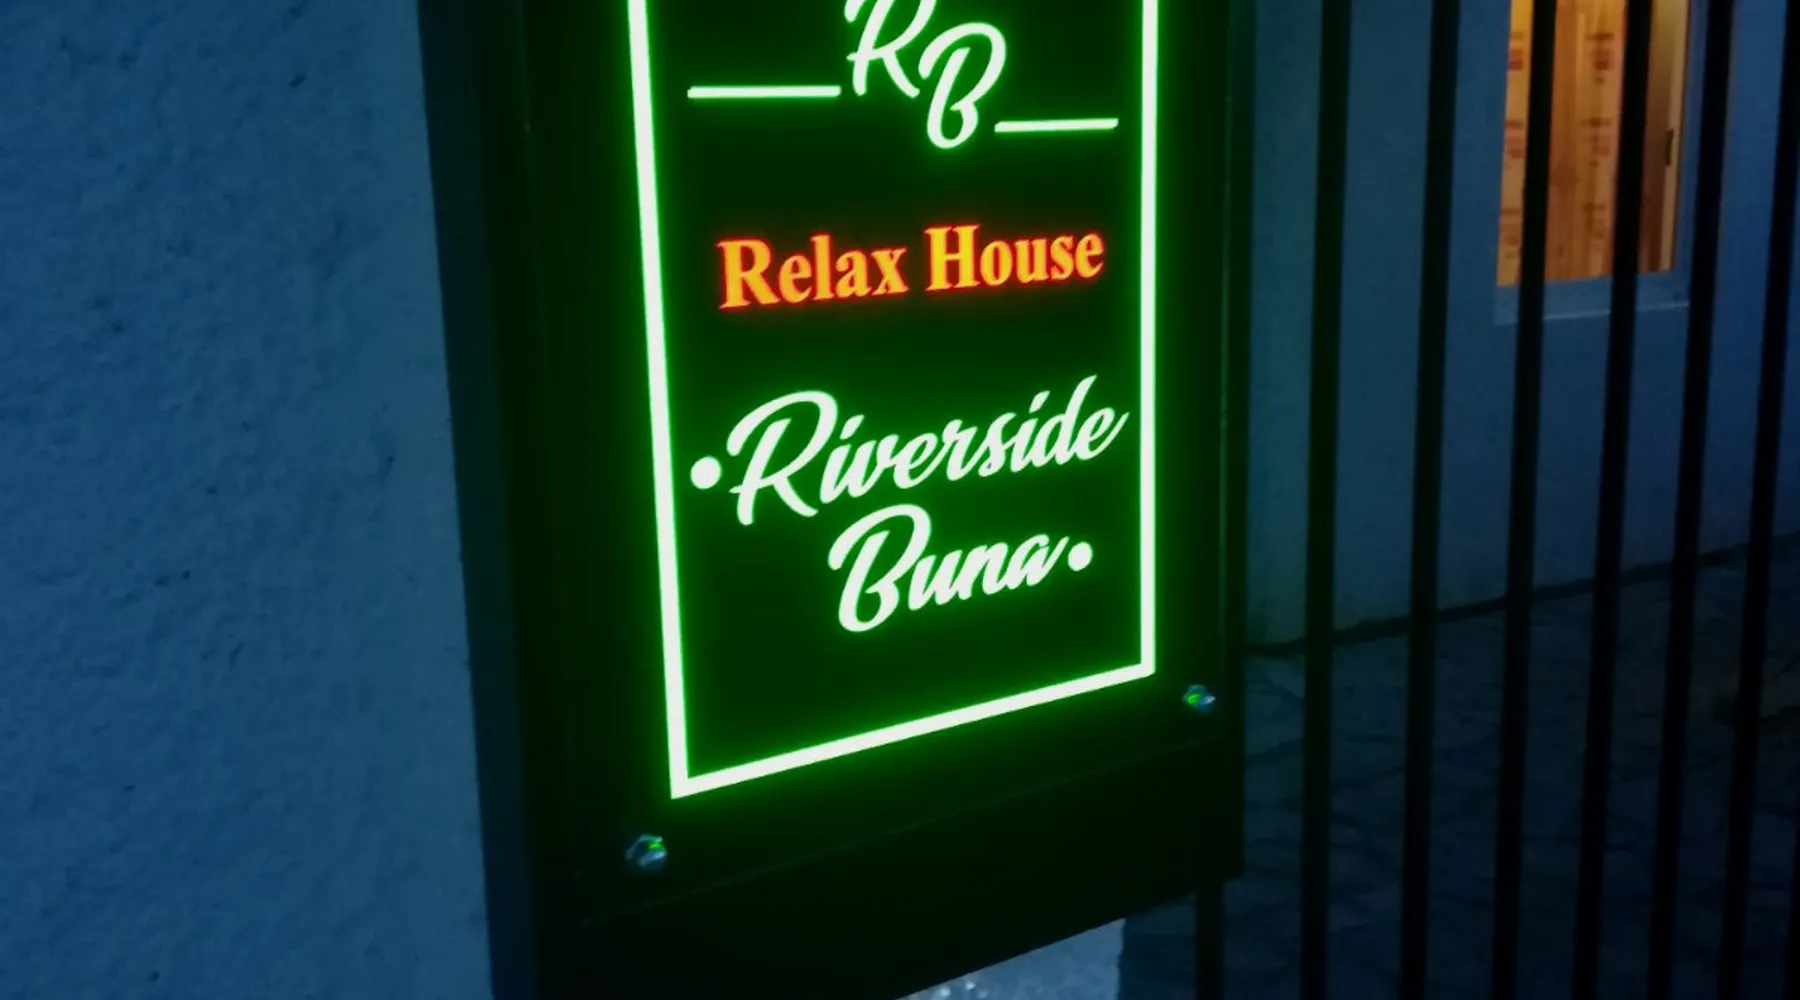 RB
Relax House
•Riverside
Buna•